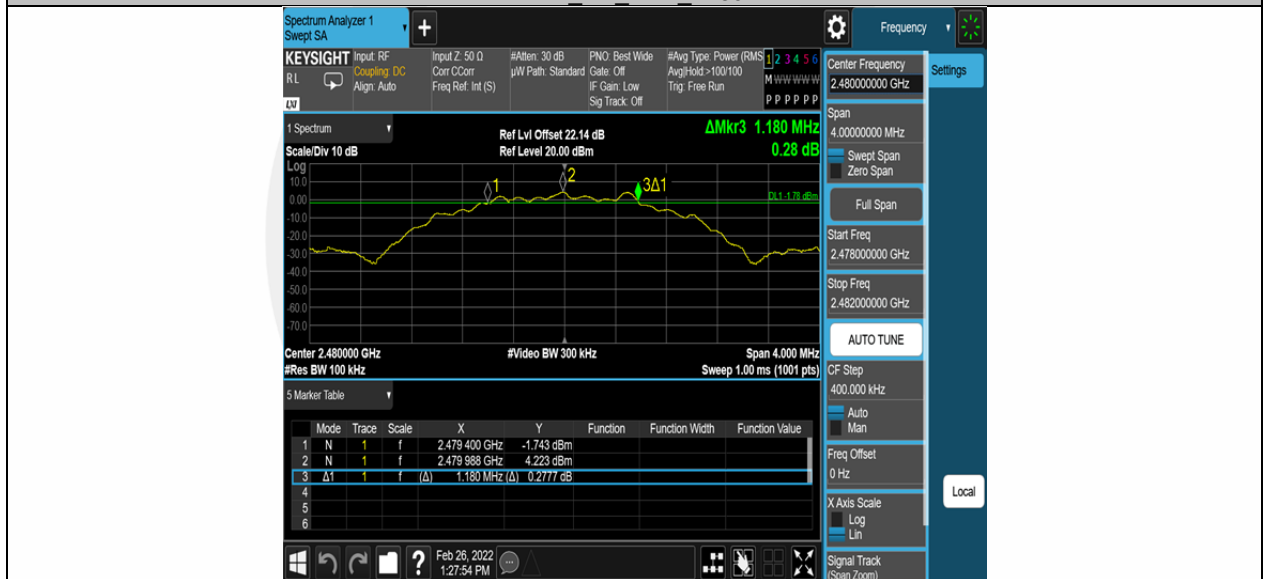 Spectrum Analyzer 1
Swept SA
+
Frequency
KEYSIGHT
RL
LXI
Input: RF
Coupling: DC
Align: Auto
Input Z: 50 Ω
Corr CCorr
Freq Ref: Int (S)
#Atten: 30 dB
µW Path: Standard
PNO: Best Wide
Gate: Off
IF Gain: Low
Sig Track: Off
#Avg Type: Power (RMS
Avg|Hold:>100/100
Trig: Free Run
1 2 3 4 5 6
M W W W W W
P P P P P P
Center Frequency
2.480000000 GHz
Settings
1 Spectrum
Scale/Div 10 dB
Ref Lvl Offset 22.14 dB
Ref Level 20.00 dBm
ΔMkr3 1.180 MHz
0.28 dB
Span
4.00000000 MHz
Swept Span
Zero Span
Full Span
Log
10.0
0.00
-10.0
-20.0
-30.0
-40.0
-50.0
-60.0
-70.0
1
2
3Δ1
DL1 -1.78 dBm
Start Freq
2.478000000 GHz
Stop Freq
2.482000000 GHz
AUTO TUNE
Center 2.480000 GHz
#Video BW 300 kHz
Span 4.000 MHz
#Res BW 100 kHz
Sweep 1.00 ms (1001 pts)
CF Step
400.000 kHz
Auto
Man
5 Marker Table
Mode Trace Scale X Y Function Function Width Function Value
1 N 1 f 2.479 400 GHz -1.743 dBm
2 N 1 f 2.479 988 GHz 4.223 dBm
3 Δ1 1 f (Δ) 1.180 MHz (Δ) 0.2777 dB
4
5
6
Freq Offset
0 Hz
X Axis Scale
Log
Lin
Local
Signal Track
(Span Zoom)
?
Feb 26, 2022
1:27:54 PM